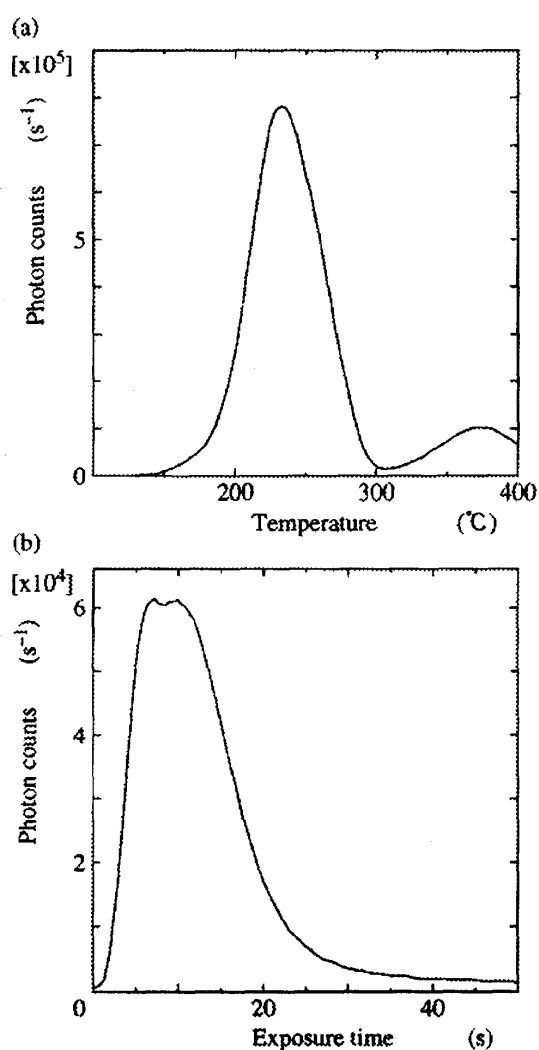 (a)
[x10⁵]
Photon counts (s⁻¹)
5
0
200
300
400
Temperature (℃)
(b)
[x10⁴]
Photon counts (s⁻¹)
6
4
2
0
20
40
Exposure time (s)